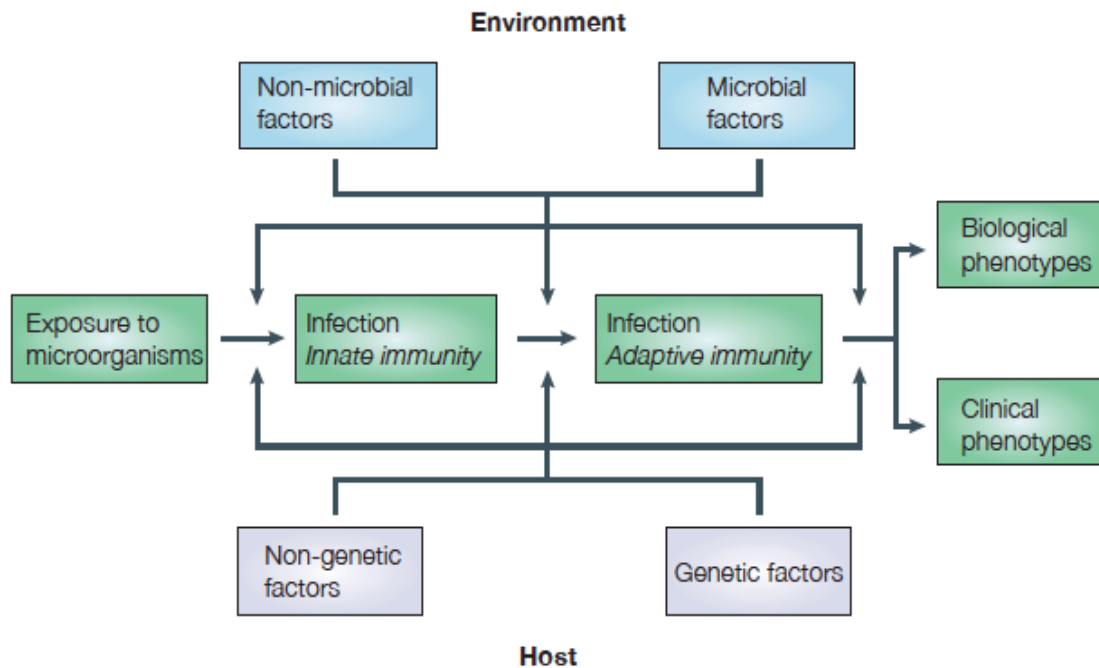 Environment
Non-microbial
factors
Microbial
factors
Biological
phenotypes
Exposure to
microorganisms
Infection
Innate immunity
Infection
Adaptive immunity
Clinical
phenotypes
Non-genetic
factors
Genetic factors
Host